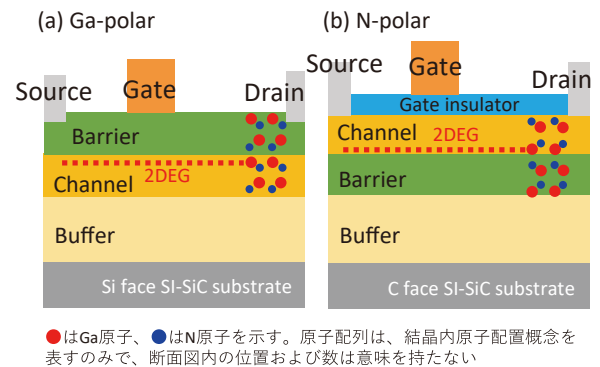 (a) Ga-polar
Source
Gate
Drain
Barrier
2DEG
Channel
Buffer
Si face SI-SiC substrate
(b) N-polar
Source
Gate
Drain
Gate insulator
Channel
2DEG
Barrier
Buffer
C face SI-SiC substrate
●はGa原子、●はN原子を示す。原子配列は、結晶内原子配置概念を
表すのみで、断面図内の位置および数は意味を持たない